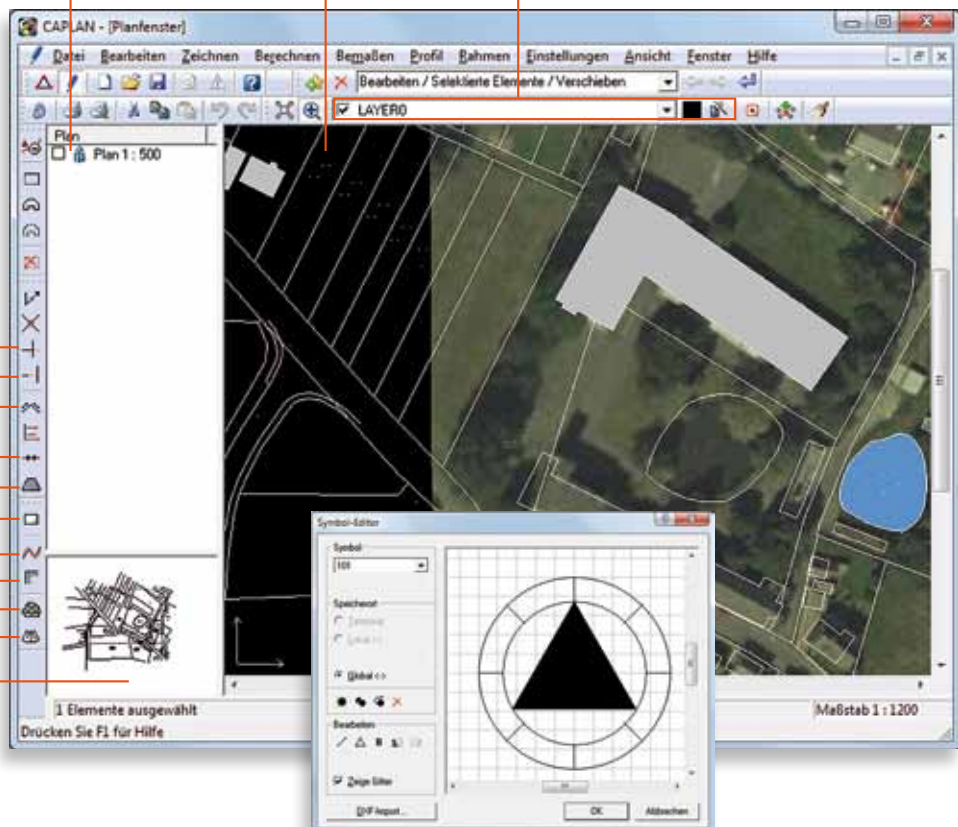 CAPLAN - [Planfenster]
Datei Bearbeiten Zeichnen Berechnen Bemaßen Profil Rahmen Einstellungen Ansicht Fenster Hilfe
Bearbeiten / Selektierte Elemente / Verschieben
LAYER0
Plan
Plan 1 : 500
Symbol-Editor
Symbol
Speicherort
Global <>
Bearbeiten
Zeige Gitter
DXF-Import...
OK
Abbrechen
1 Elemente ausgewählt
Maßstab 1 : 1200
Drücken Sie F1 für Hilfe